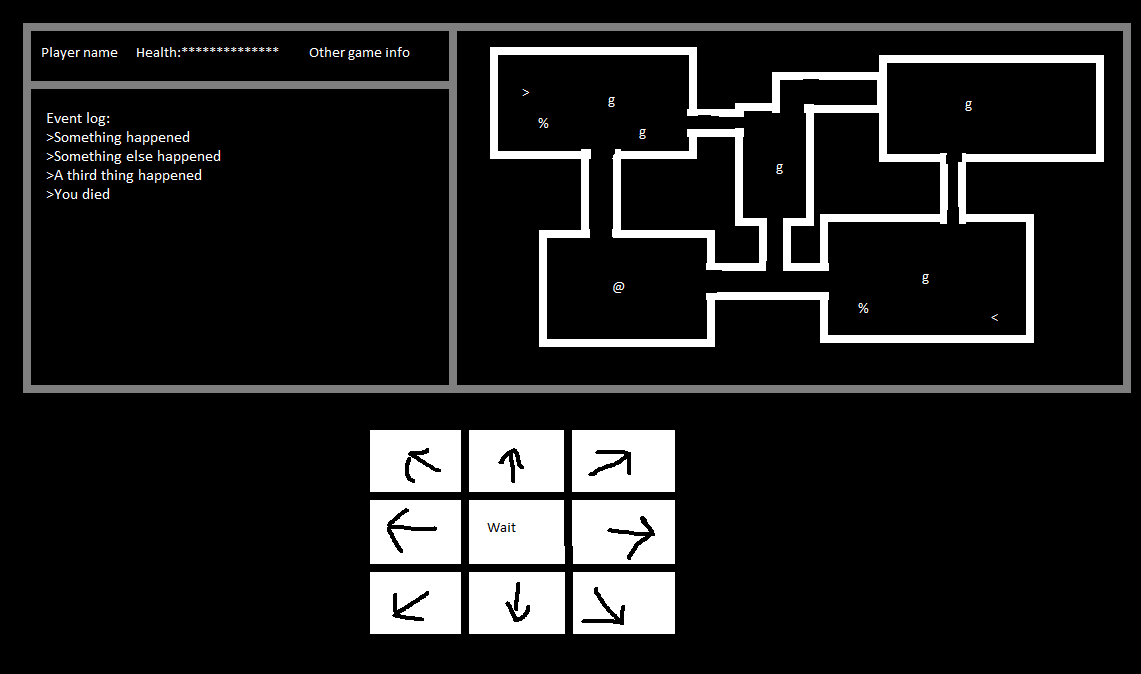 Player name Health:************** Other game info
Event log:
>Something happened
>Something else happened
>A third thing happened
>You died
> g
% g
g
g
@
g
% <
Wait